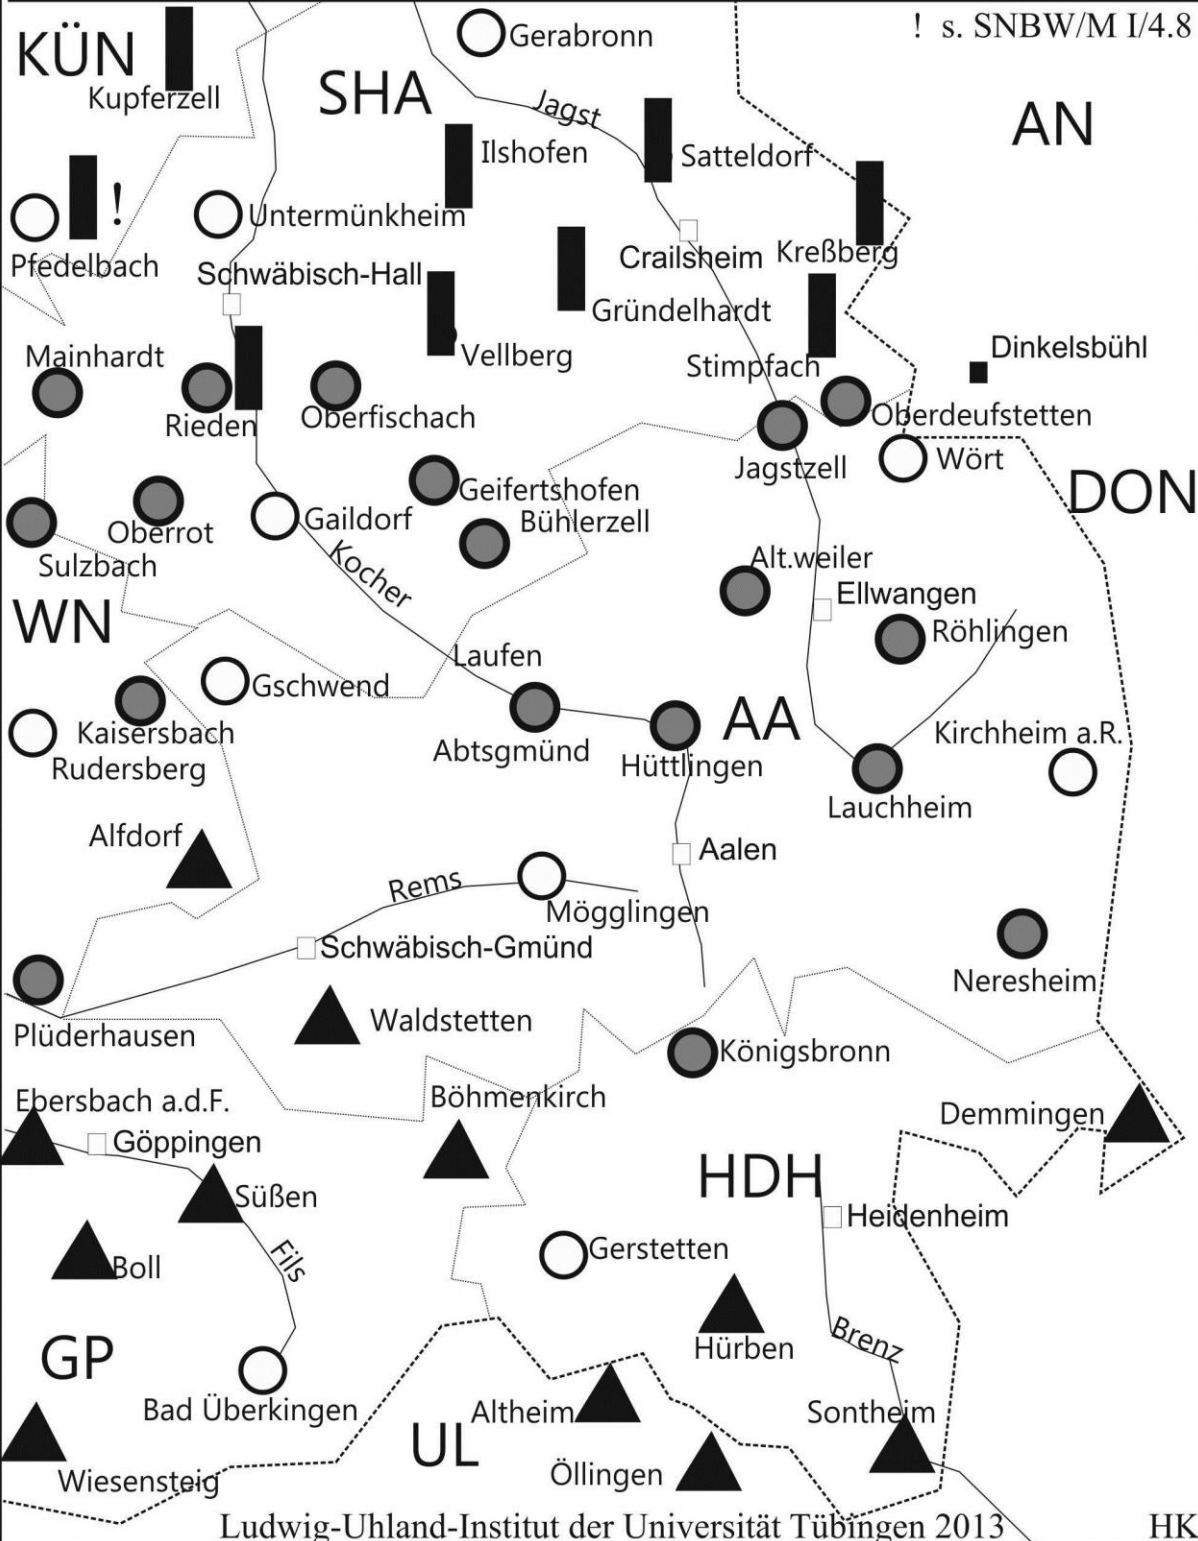 ! s. SNBW/M I/4.8
Gerabronn
KÜN
Kupferzell
SHA
Jagst
AN
Ilshofen
Satteldorf
!
Untermünkheim
Pfedelbach
Schwäbisch-Hall
Crailsheim
Kreßberg
Gründelhardt
Vellberg
Dinkelsbühl
Mainhardt
Stimpfach
Rieden
Oberfischach
Oberdeufstetten
Jagstzell
Wört
Geifertshofen
DON
Oberrot
Gaildorf
Bühlerzell
Sulzbach
Kocher
Alt.weiler
Ellwangen
WN
Röhlingen
Laufen
Gschwend
AA
Kaisersbach
Abtsgmünd
Kirchheim a.R.
Rudersberg
Hüttlingen
Lauchheim
Alfdorf
Aalen
Rems
Mögglingen
Schwäbisch-Gmünd
Neresheim
Waldstetten
Plüderhausen
Königsbronn
Ebersbach a.d.F.
Böhmenkirch
Demmingen
Göppingen
HDH
Süßen
Heidenheim
Gerstetten
Boll
Fils
Brenz
Hürben
GP
Bad Überkingen
Altheim
Sontheim
UL
Öllingen
Wiesensteig
Ludwig-Uhland-Institut der Universität Tübingen 2013
HK